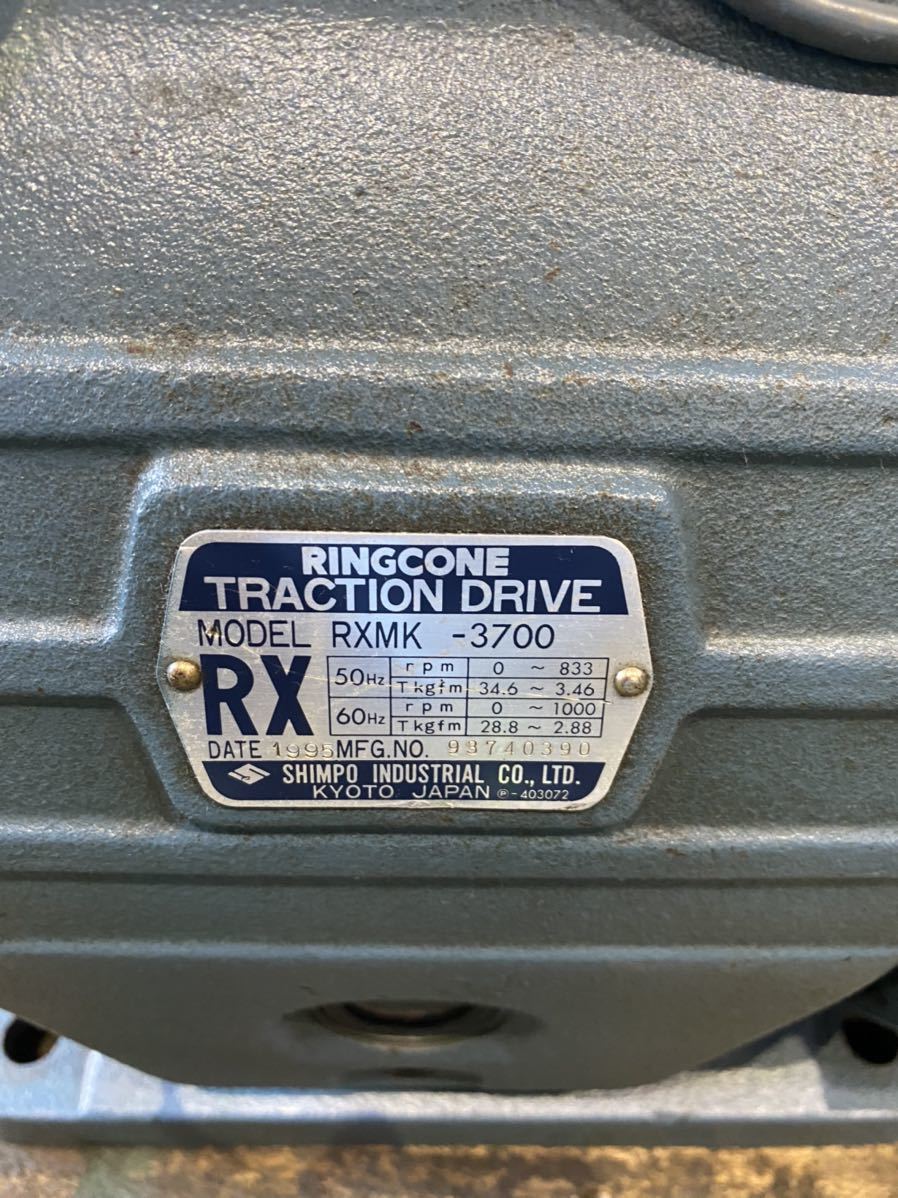 RINGCONE
TRACTION DRIVE
MODEL RXMK -3700
RX
50Hz rpm 0 ~ 833
Tkgfm 34.6 ~ 3.46
60Hz rpm 0 ~ 1000
Tkgfm 28.8 ~ 2.88
DATE 1995 MFG.NO. 93740390
SHIMPO INDUSTRIAL CO., LTD.
KYOTO JAPAN Ⓟ-403072